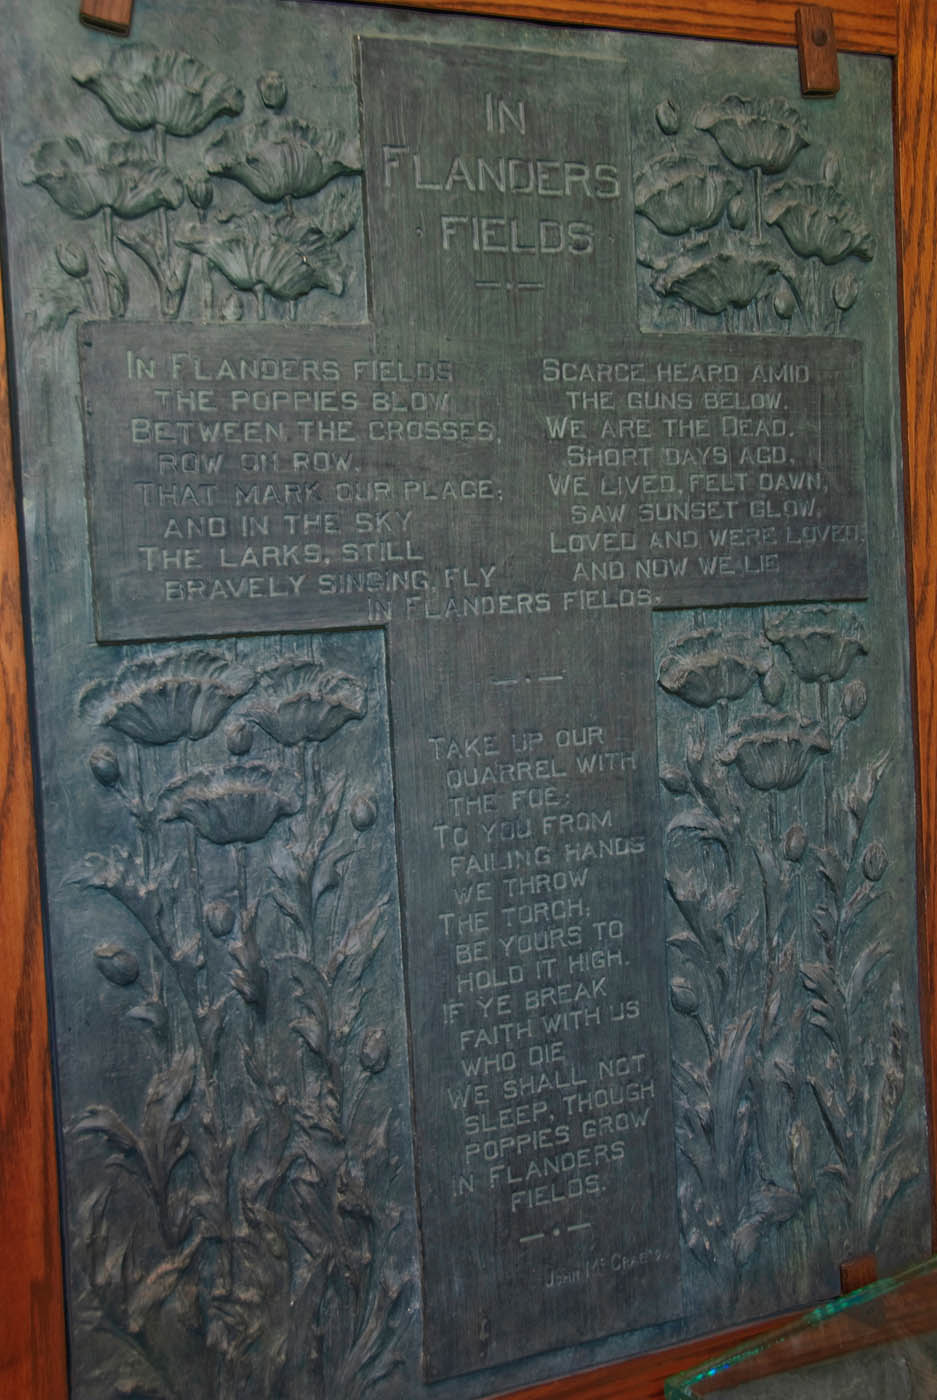 IN
FLANDERS
· FIELDS ·
IN FLANDERS FIELDS
THE POPPIES BLOW
BETWEEN THE CROSSES,
ROW ON ROW,
THAT MARK OUR PLACE;
AND IN THE SKY
THE LARKS, STILL
BRAVELY SINGING, FLY
SCARCE HEARD AMID
THE GUNS BELOW.
WE ARE THE DEAD.
SHORT DAYS AGO,
WE LIVED, FELT DAWN,
SAW SUNSET GLOW,
LOVED AND WERE LOVED,
AND NOW WE LIE
IN FLANDERS FIELDS.
TAKE UP OUR
QUARREL WITH
THE FOE;
TO YOU FROM
FAILING HANDS
WE THROW
THE TORCH,
BE YOURS TO
HOLD IT HIGH.
IF YE BREAK
FAITH WITH US
WHO DIE
WE SHALL NOT
SLEEP, THOUGH
POPPIES GROW
IN FLANDERS
FIELDS.
JOHN McCRAE